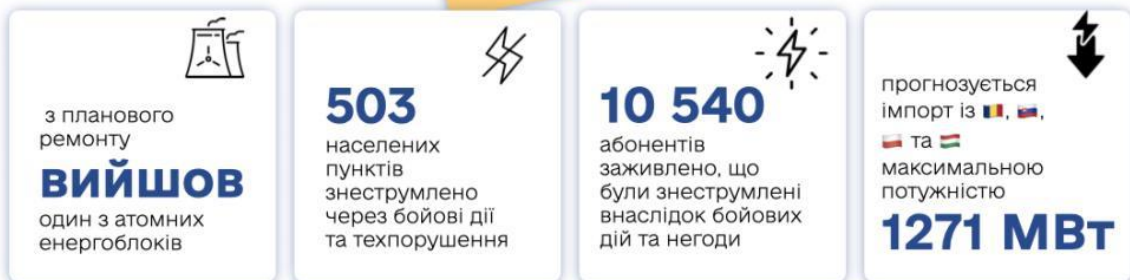 з планового
ремонту
вийшов
один з атомних
енергоблоків
503
населених
пунктів
знеструмлено
через бойові дії
та техпорушення
10 540
абонентів
заживлено, що
були знеструмлені
внаслідок бойових
дій та негоди
прогнозується
імпорт із 🇷🇴, 🇸🇰,
🇵🇱 та 🇭🇺
максимальною
потужністю
1271 МВт